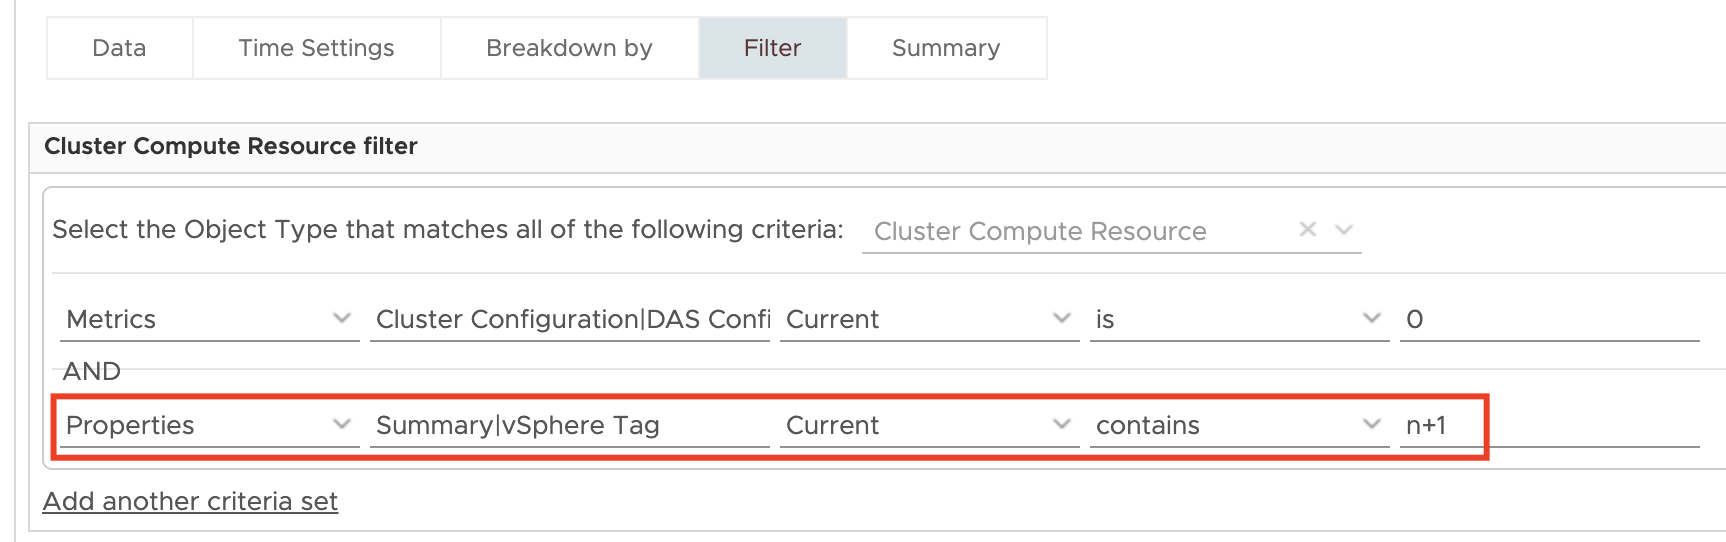 Data Time Settings Breakdown by Filter Summary
Cluster Compute Resource filter
Select the Object Type that matches all of the following criteria: Cluster Compute Resource
Metrics Cluster Configuration|DAS Confi Current is 0
AND
Properties Summary|vSphere Tag Current contains n+1
Add another criteria set